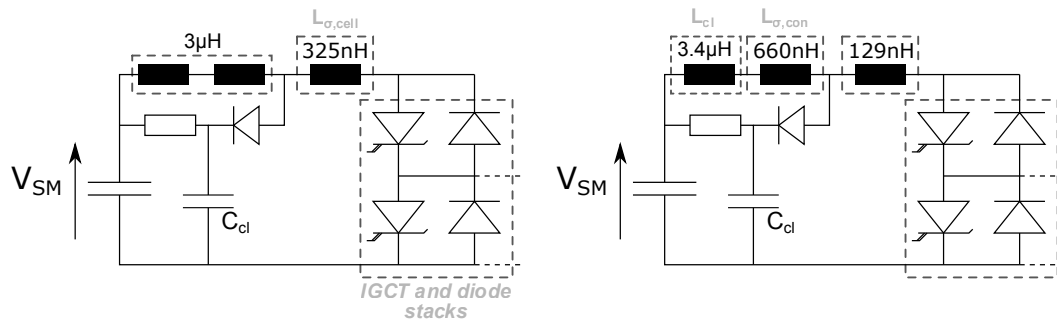 L𝜎,cell
3µH
325nH
VSM
Ccl
IGCT and diode
stacks
Lcl
L𝜎,con
3.4µH
660nH
129nH
VSM
Ccl